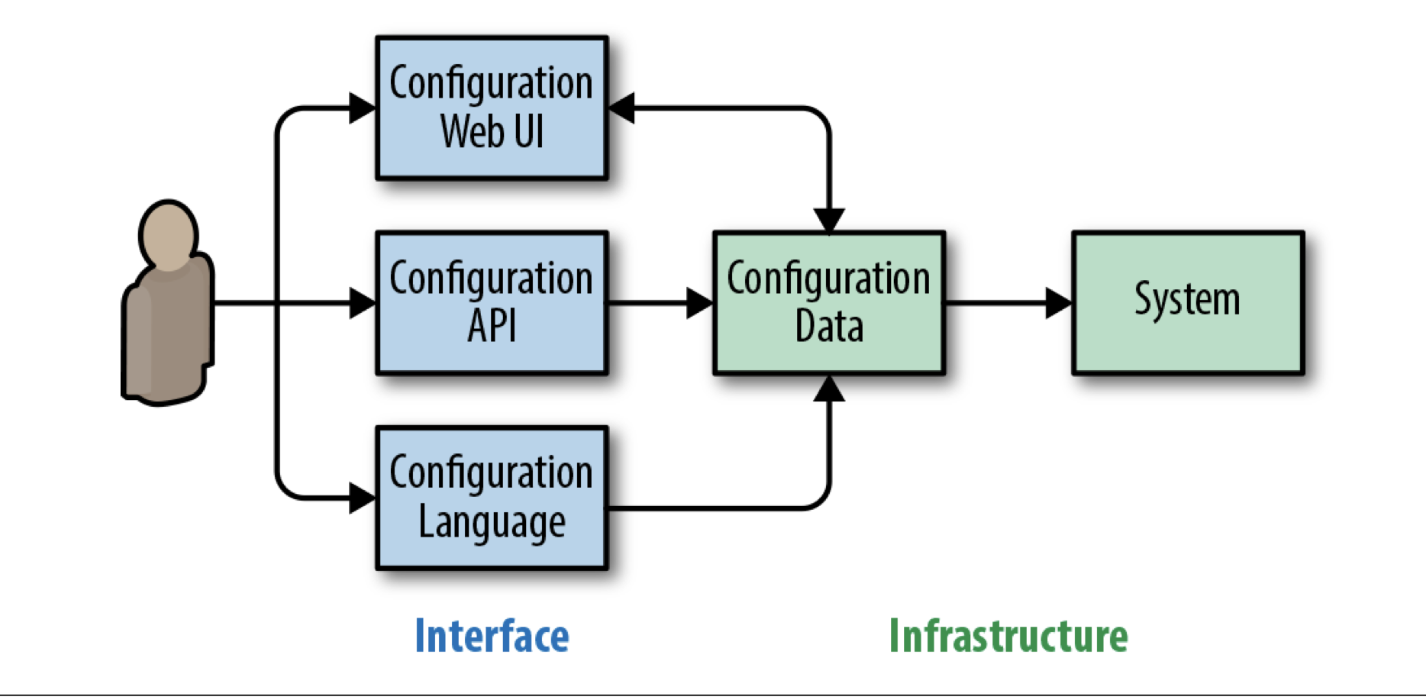 Configuration
Web UI
Configuration
API
Configuration
Data
System
Configuration
Language
Interface
Infrastructure